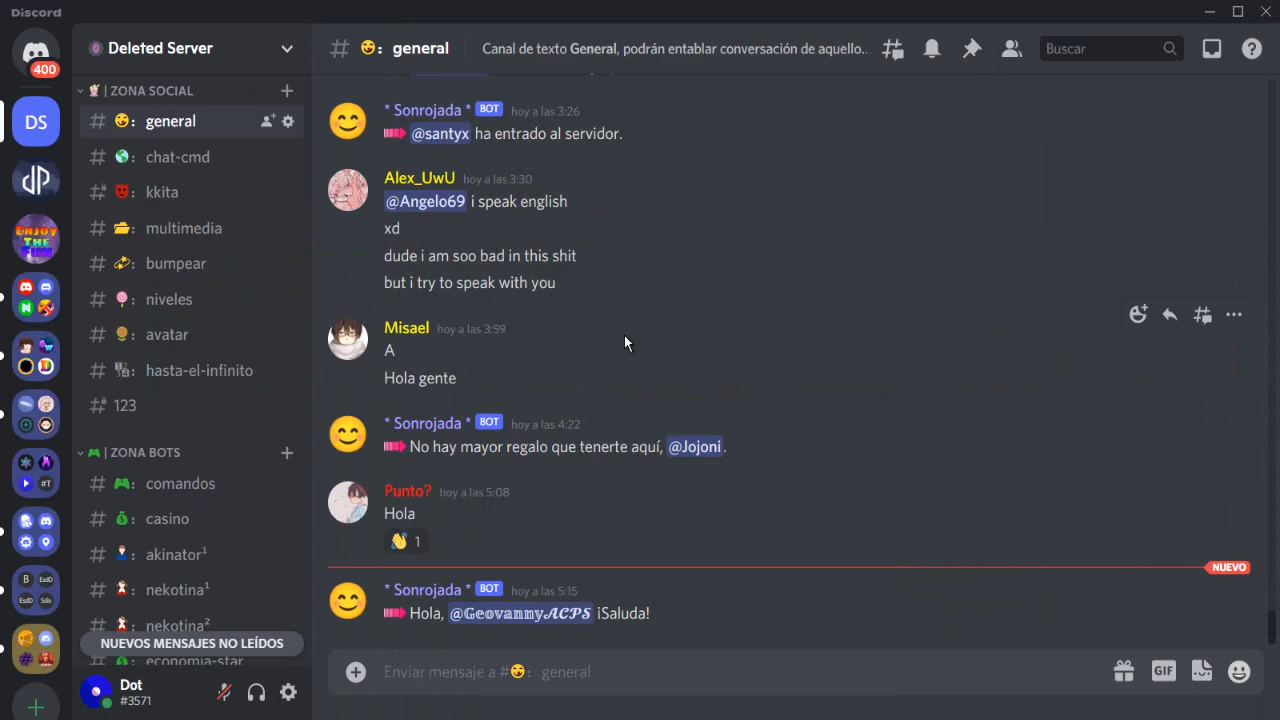 Discord
400
DS
ENJOY
THE
FUN
Deleted Server
ZONA SOCIAL
general
chat-cmd
kkita
multimedia
bumpear
niveles
avatar
hasta-el-infinito
123
ZONA BOTS
comandos
casino
akinator¹
nekotina¹
nekotina²
economia-star
NUEVOS MENSAJES NO LEÍDOS
Dot
#3571
general
Canal de texto General, podrán entablar conversación de aquello...
Buscar
* Sonrojada * BOT hoy a las 3:26
@santyx ha entrado al servidor.
Alex_UwU hoy a las 3:30
@Angelo69 i speak english
xd
dude i am soo bad in this shit
but i try to speak with you
Misael hoy a las 3:59
A
Hola gente
* Sonrojada * BOT hoy a las 4:22
No hay mayor regalo que tenerte aquí, @Jojoni.
Punto? hoy a las 5:08
Hola
1
NUEVO
* Sonrojada * BOT hoy a las 5:15
Hola, @𝔾𝕖𝕠𝕧𝕒𝕟𝕟𝕪𝓐𝓒𝓟𝓢 ¡Saluda!
Enviar mensaje a #😉: general
GIF